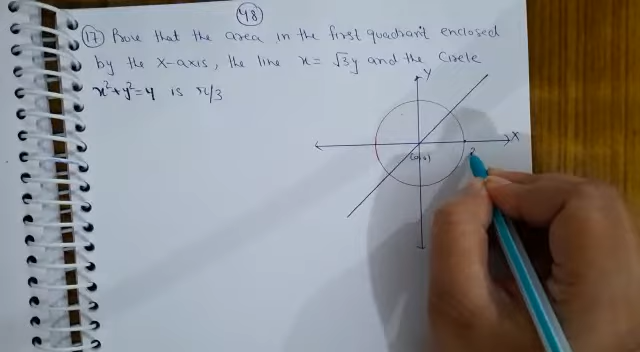 48
17 Prove that the area in the first quadrant enclosed
by the X-axis, the line x = √3y and the Circle
x²+y²=4 is π/3
Y
X
(0,0)
2